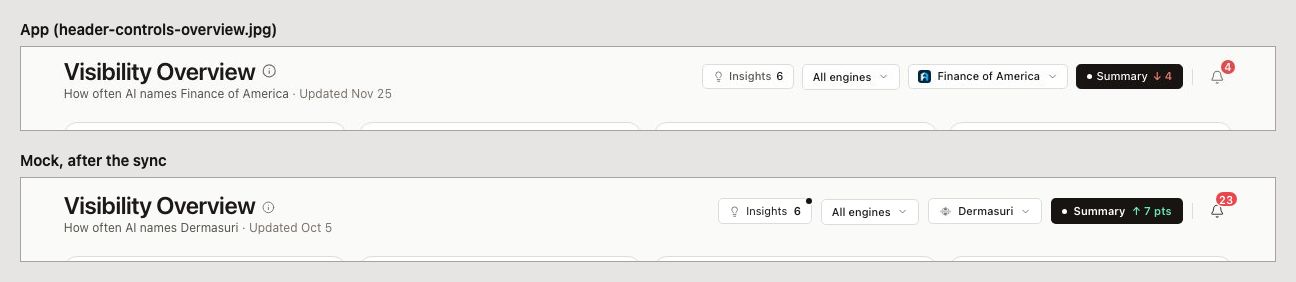 App (header-controls-overview.jpg)
Visibility Overview
Insights 6 All engines Finance of America Summary ↓ 4 4
How often AI names Finance of America · Updated Nov 25
Mock, after the sync
Visibility Overview
Insights 6 All engines Dermasuri Summary ↑ 7 pts 23
How often AI names Dermasuri · Updated Oct 5